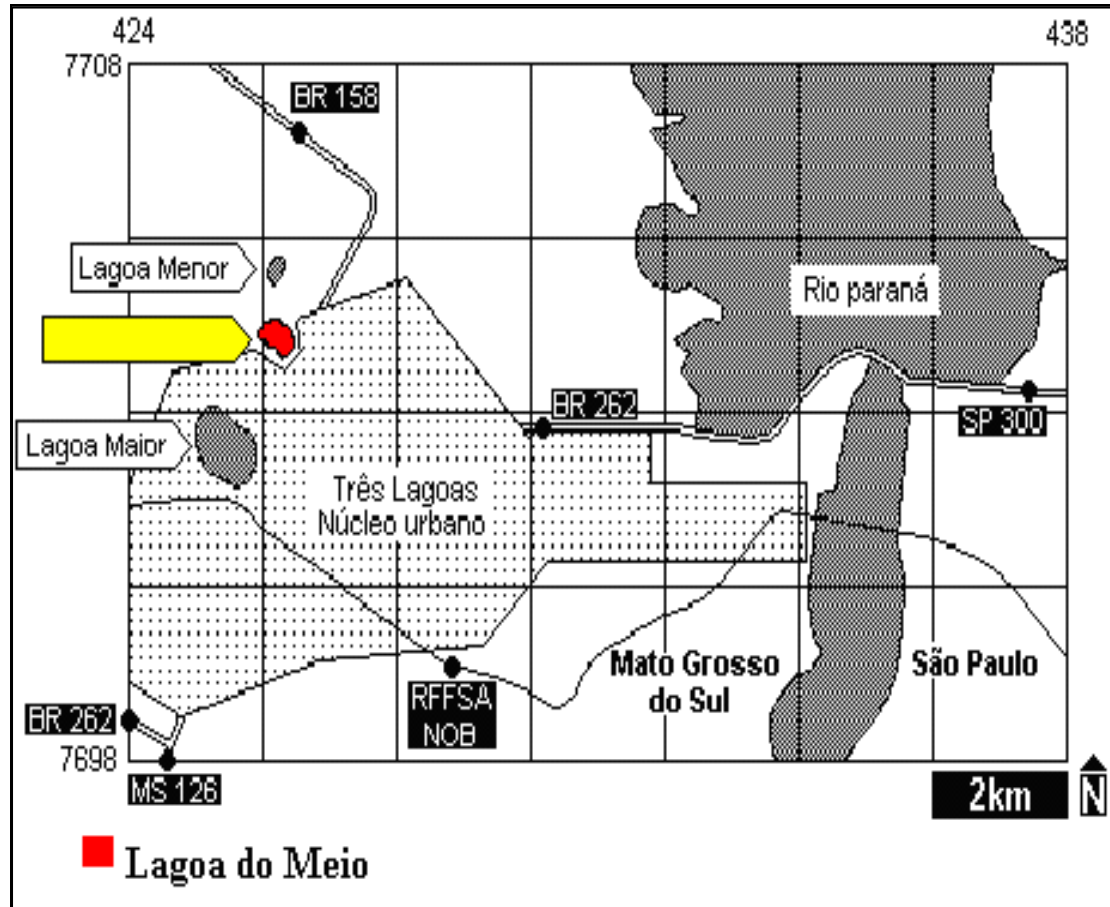 424
438
7708
BR 158
Lagoa Menor
Rio paraná
BR 262
SP 300
Lagoa Maior
Três Lagoas
Núcleo urbano
Mato Grosso
do Sul
São Paulo
RFFSA
NOB
BR 262
7698
MS 126
2km
N
Lagoa do Meio